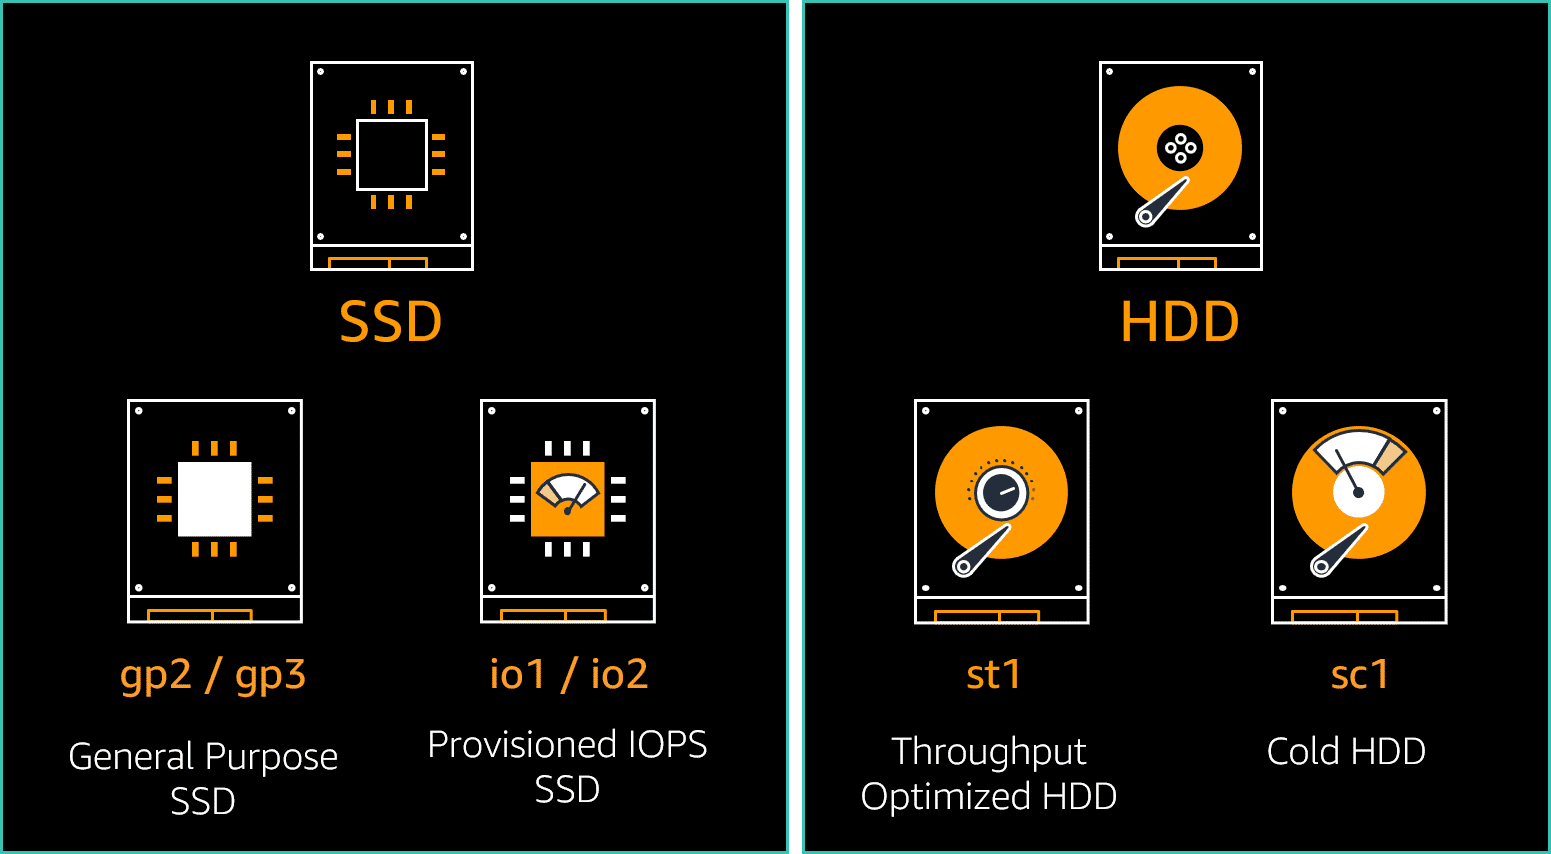 SSD
gp2 / gp3
General Purpose
SSD
io1 / io2
Provisioned IOPS
SSD
HDD
st1
Throughput
Optimized HDD
sc1
Cold HDD